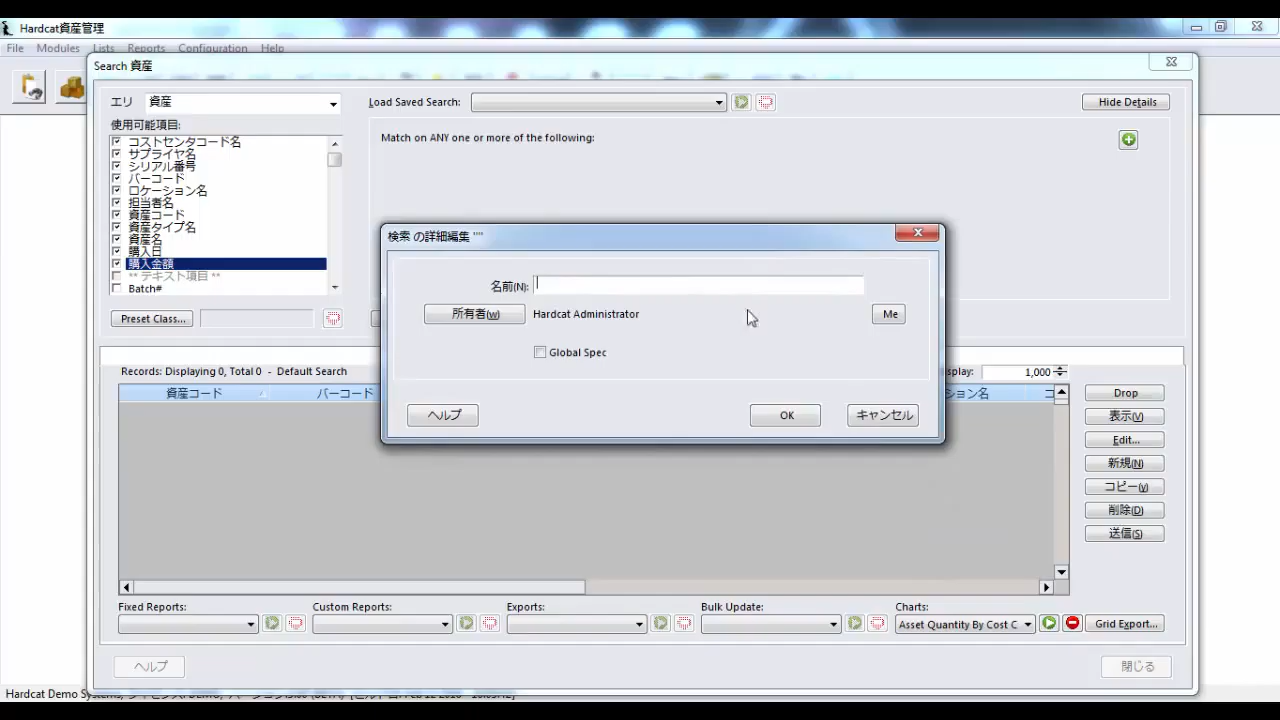 Hardcat資産管理
File Modules Lists Reports Configuration Help
Search 資産
エリ 資産
Load Saved Search:
Hide Details
使用可能項目:
Match on ANY one or more of the following:
コストセンタコード名
サプライヤ名
シリアル番号
バーコード
ロケーション名
担当者名
資産コード
資産タイプ名
資産名
購入日
購入金額
** テキスト項目 **
Batch#
Preset Class...
検索 の詳細編集 ""
名前(N):
所有者(W) Hardcat Administrator
Me
Global Spec
ヘルプ
OK
キャンセル
Records: Displaying 0, Total 0 - Default Search
splay: 1,000
資産コード バーコード ション名 コ
Drop
表示(V)
Edit...
新規(N)
コピー(V)
削除(D)
送信(S)
Fixed Reports: Custom Reports: Exports: Bulk Update: Charts:
Asset Quantity By Cost C
Grid Export...
ヘルプ
閉じる
Hardcat Demo